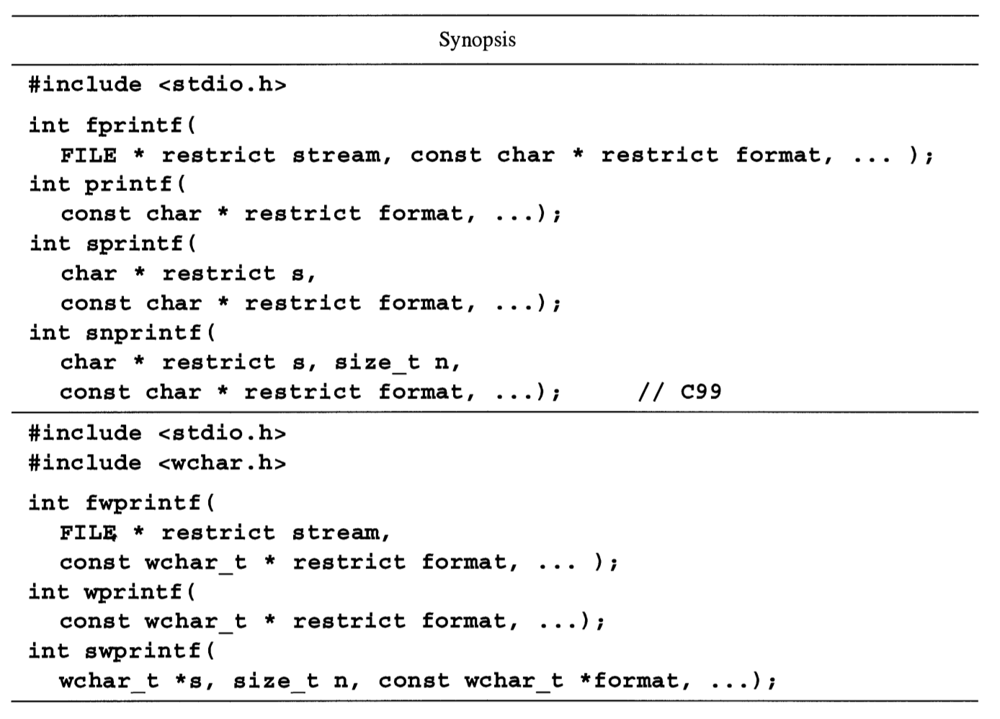 Synopsis
#include <stdio.h>
int fprintf(
FILE * restrict stream, const char * restrict format, ... );
int printf(
const char * restrict format, ...);
int sprintf(
char * restrict s,
const char * restrict format, ...);
int snprintf(
char * restrict s, size_t n,
const char * restrict format, ...); // C99
#include <stdio.h>
#include <wchar.h>
int fwprintf(
FILE * restrict stream,
const wchar_t * restrict format, ... );
int wprintf(
const wchar_t * restrict format, ...);
int swprintf(
wchar_t *s, size_t n, const wchar_t *format, ...);